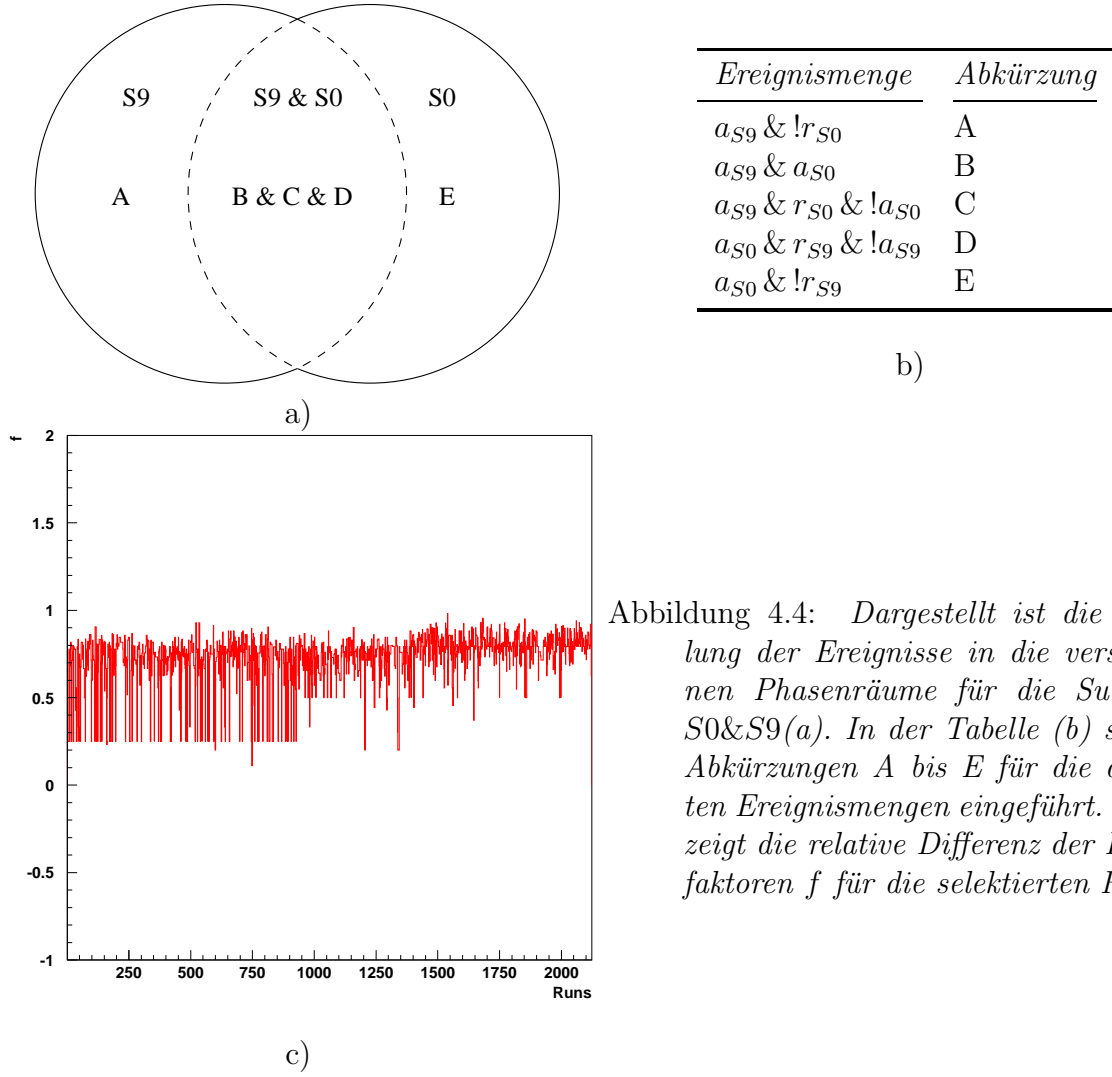 S9 S9 & S0 S0
A B & C & D E
a)
Ereignismenge Abkürzung
a_{S9} & !r_{S0} A
a_{S9} & a_{S0} B
a_{S9} & r_{S0} & !a_{S0} C
a_{S0} & r_{S9} & !a_{S9} D
a_{S0} & !r_{S9} E
b)
f
2
1.5
1
0.5
0
-0.5
-1
250 500 750 1000 1250 1500 1750 2000
Runs
c)
Abbildung 4.4: Dargestellt ist die
lung der Ereignisse in die vers
nen Phasenräume für die Su
S0&S9(a). In der Tabelle (b) s
Abkürzungen A bis E für die
ten Ereignismengen eingeführt.
zeigt die relative Differenz der
faktoren f für die selektierten